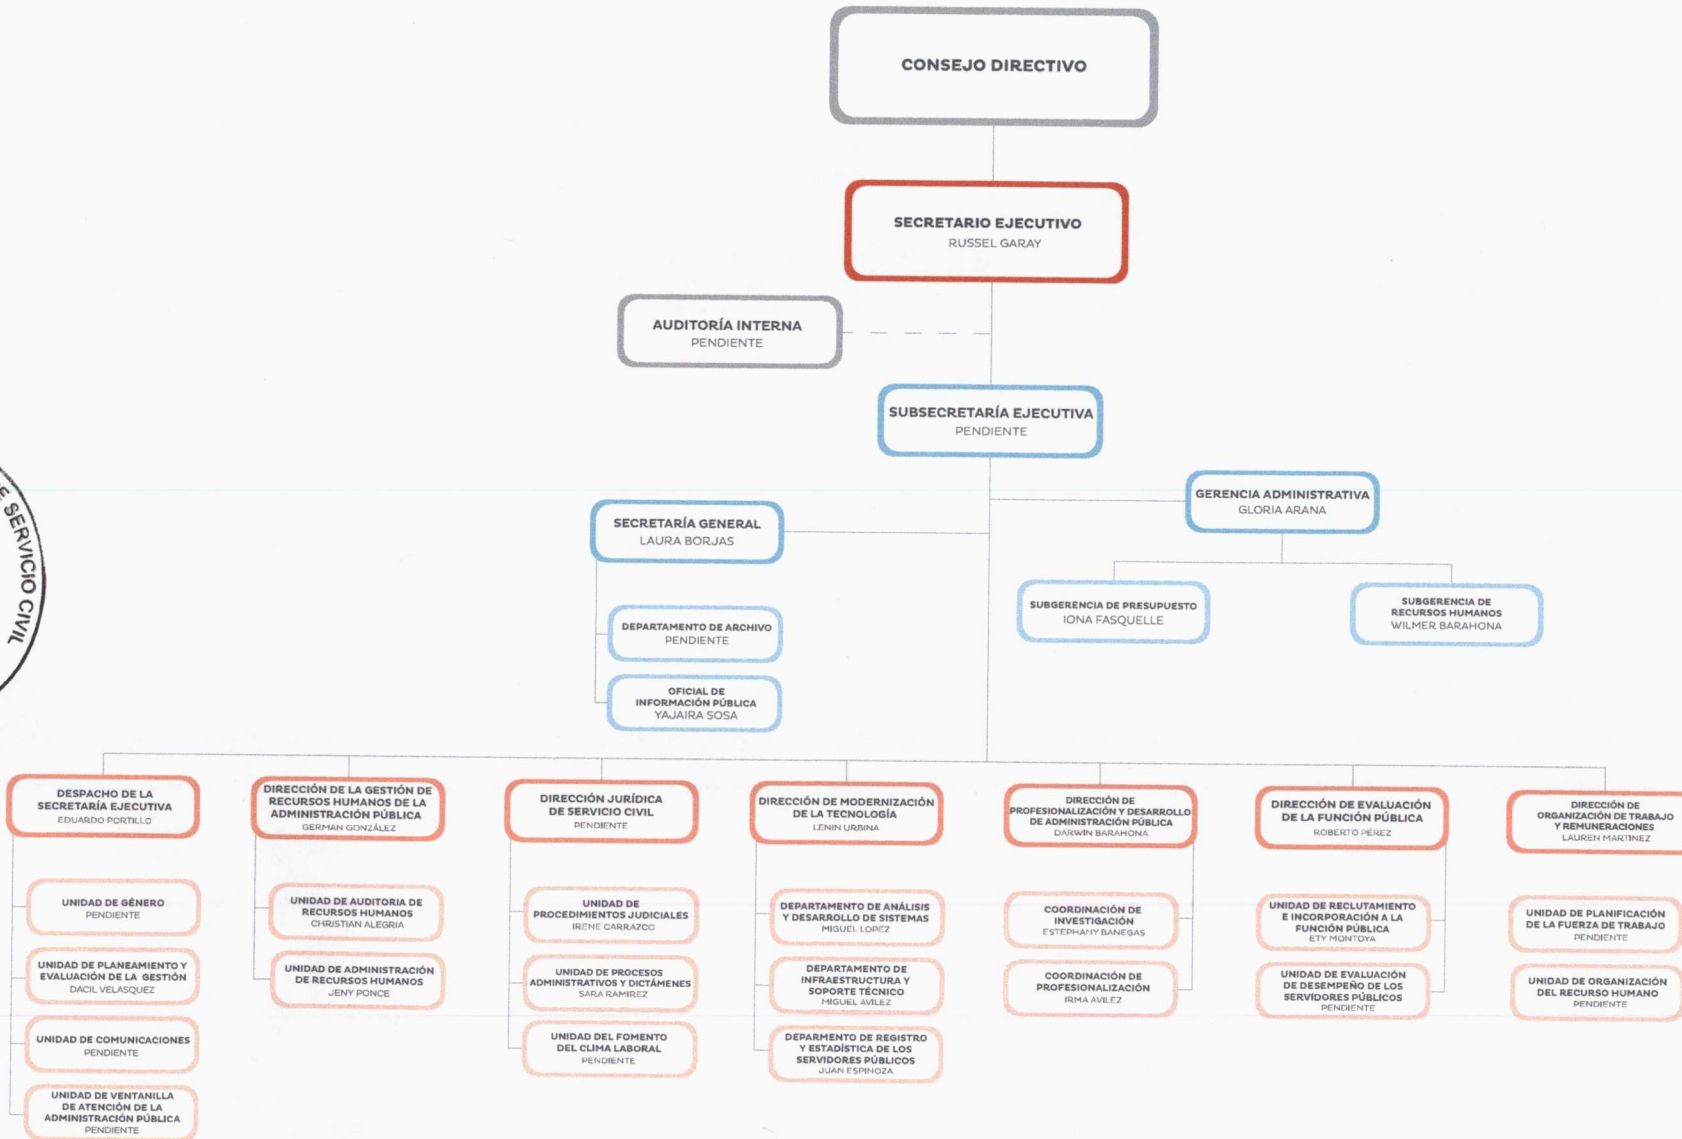 CONSEJO DIRECTIVO
SECRETARIO EJECUTIVO
RUSSEL GARAY
AUDITORÍA INTERNA
PENDIENTE
SUBSECRETARÍA EJECUTIVA
PENDIENTE
GERENCIA ADMINISTRATIVA
GLORIA ARANA
SECRETARÍA GENERAL
LAURA BORJAS
SUBGERENCIA DE PRESUPUESTO
IONA FASQUELLE
SUBGERENCIA DE
RECURSOS HUMANOS
WILMER BARAHONA
DEPARTAMENTO DE ARCHIVO
PENDIENTE
OFICIAL DE
INFORMACIÓN PÚBLICA
YAJAIRA SOSA
SERVICIO CIVIL
DESPACHO DE LA
SECRETARÍA EJECUTIVA
EDUARDO PORTILLO
UNIDAD DE GÉNERO
PENDIENTE
UNIDAD DE PLANEAMIENTO Y
EVALUACIÓN DE LA GESTIÓN
DACIL VELASQUEZ
UNIDAD DE COMUNICACIONES
PENDIENTE
UNIDAD DE VENTANILLA
DE ATENCIÓN DE LA
ADMINISTRACIÓN PÚBLICA
PENDIENTE
DIRECCIÓN DE LA GESTIÓN DE
RECURSOS HUMANOS DE LA
ADMINISTRACIÓN PÚBLICA
GERMAN GONZÁLEZ
UNIDAD DE AUDITORIA DE
RECURSOS HUMANOS
CHRISTIAN ALEGRIA
UNIDAD DE ADMINISTRACIÓN
DE RECURSOS HUMANOS
JENY PONCE
DIRECCIÓN JURÍDICA
DE SERVICIO CIVIL
PENDIENTE
UNIDAD DE
PROCEDIMIENTOS JUDICIALES
IRENE CARRAZCO
UNIDAD DE PROCESOS
ADMINISTRATIVOS Y DICTÁMENES
SARA RAMIREZ
UNIDAD DEL FOMENTO
DEL CLIMA LABORAL
PENDIENTE
DIRECCIÓN DE MODERNIZACIÓN
DE LA TECNOLOGÍA
LENIN URBINA
DEPARTAMENTO DE ANÁLISIS
Y DESARROLLO DE SISTEMAS
MIGUEL LOPEZ
DEPARTAMENTO DE
INFRAESTRUCTURA Y
SOPORTE TÉCNICO
MIGUEL AVILEZ
DEPARMENTO DE REGISTRO
Y ESTADÍSTICA DE LOS
SERVIDORES PÚBLICOS
JUAN ESPINOZA
DIRECCIÓN DE
PROFESIONALIZACIÓN Y DESARROLLO
DE ADMINISTRACIÓN PÚBLICA
DARWIN BARAHONA
COORDINACIÓN DE
INVESTIGACIÓN
ESTEPHANY BANEGAS
COORDINACIÓN DE
PROFESIONALIZACIÓN
IRMA AVILEZ
DIRECCIÓN DE EVALUACIÓN
DE LA FUNCIÓN PÚBLICA
ROBERTO PÉREZ
UNIDAD DE RECLUTAMIENTO
E INCORPORACIÓN A LA
FUNCIÓN PÚBLICA
ETY MONTOYA
UNIDAD DE EVALUACIÓN
DE DESEMPEÑO DE LOS
SERVIDORES PÚBLICOS
PENDIENTE
DIRECCIÓN DE
ORGANIZACIÓN DE TRABAJO
Y REMUNERACIONES
LAUREN MARTINEZ
UNIDAD DE PLANIFICACIÓN
DE LA FUERZA DE TRABAJO
PENDIENTE
UNIDAD DE ORGANIZACIÓN
DEL RECURSO HUMANO
PENDIENTE